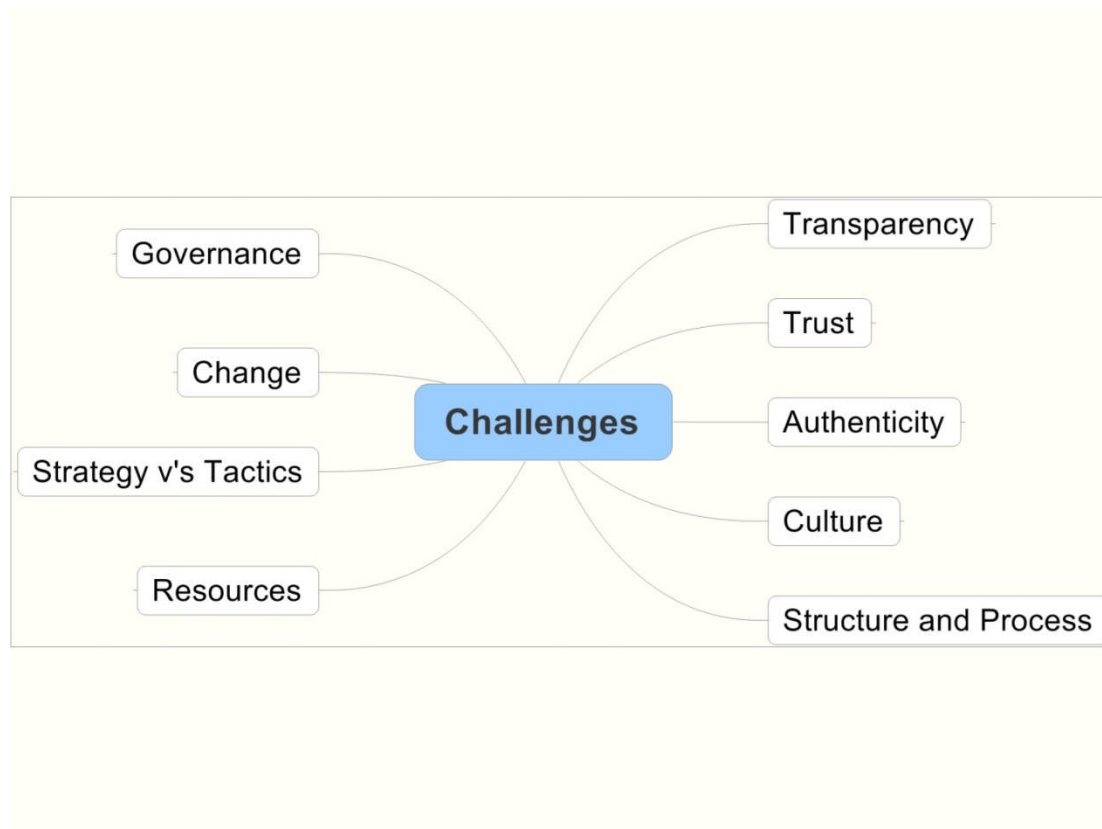 Challenges
Transparency
Trust
Authenticity
Culture
Structure and Process
Governance
Change
Strategy v's Tactics
Resources